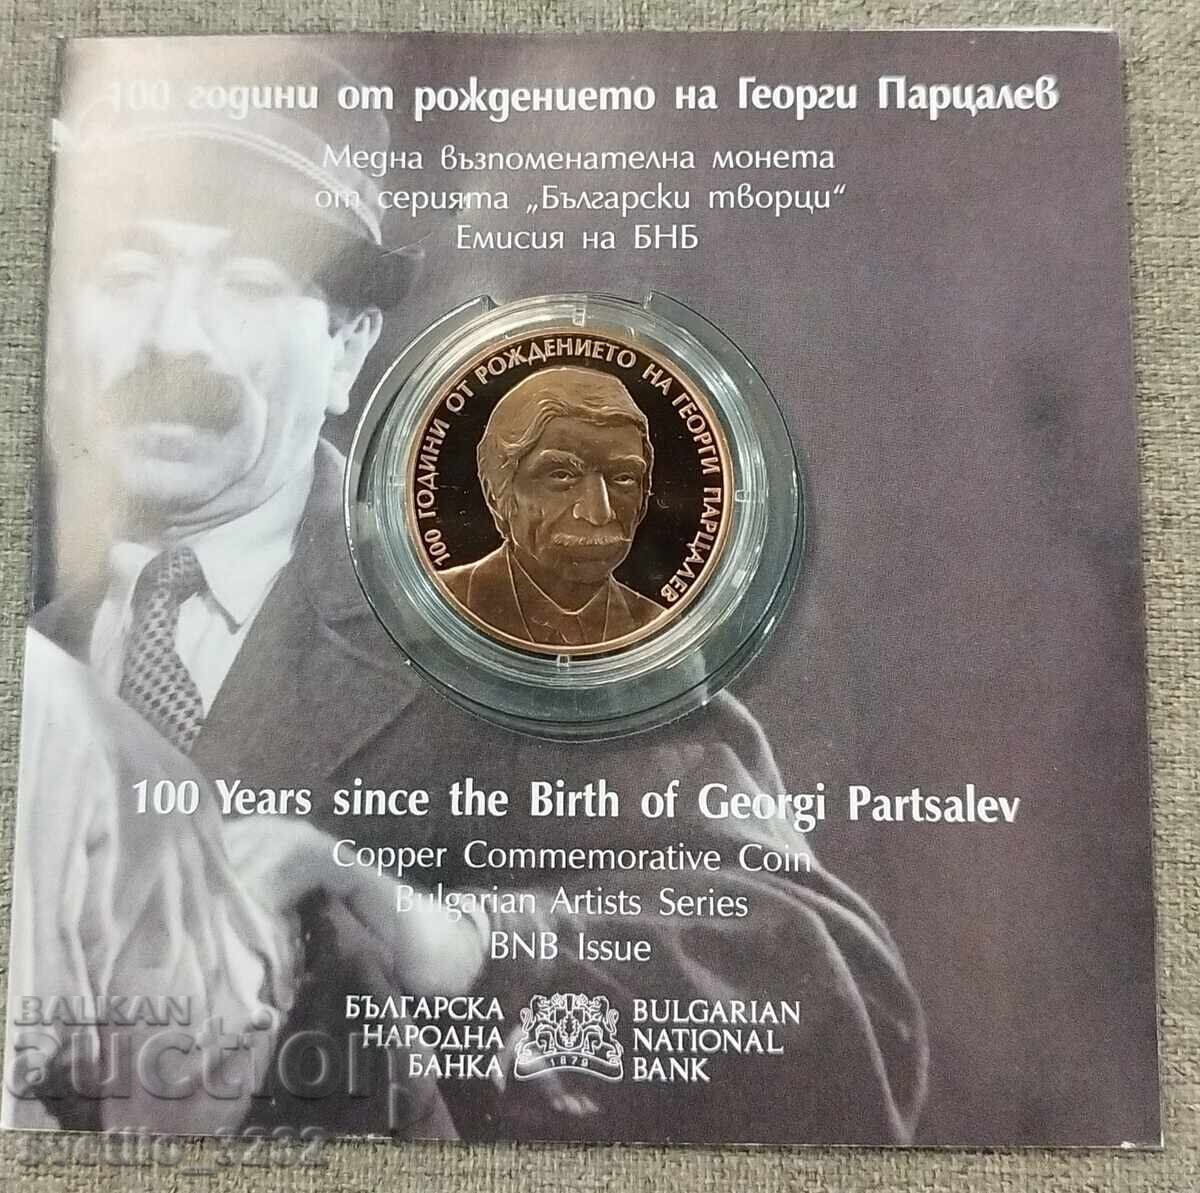 100 години от рождението на Георги Парцалев
Медна възпоменателна монета
от серията „Български творци“
Емисия на БНБ
100 ГОДИНИ ОТ РОЖДЕНИЕТО НА ГЕОРГИ ПАРЦАЛЕВ
100 Years since the Birth of Georgi Partsalev
Copper Commemorative Coin
Bulgarian Artists Series
BNB Issue
БЪЛГАРСКА
НАРОДНА
БАНКА
1879
BULGARIAN
NATIONAL
BANK
BALKAN
auction
svetlio_3232